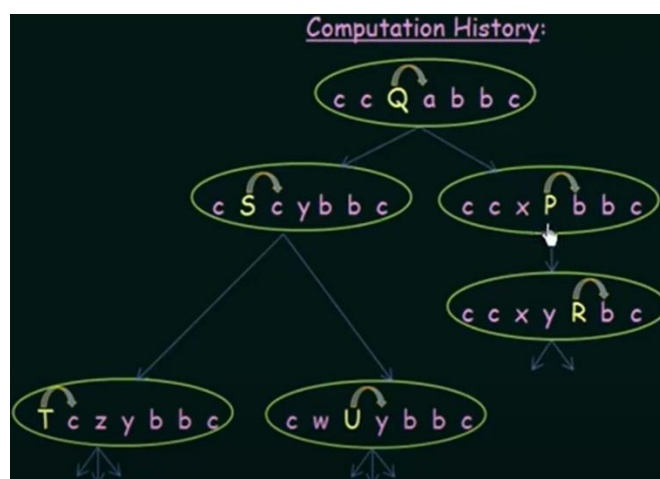 Computation History:
c c Q a b b c
c S c y b b c
c c x P b b c
c c x y R b c
T c z y b b c
c w U y b b c